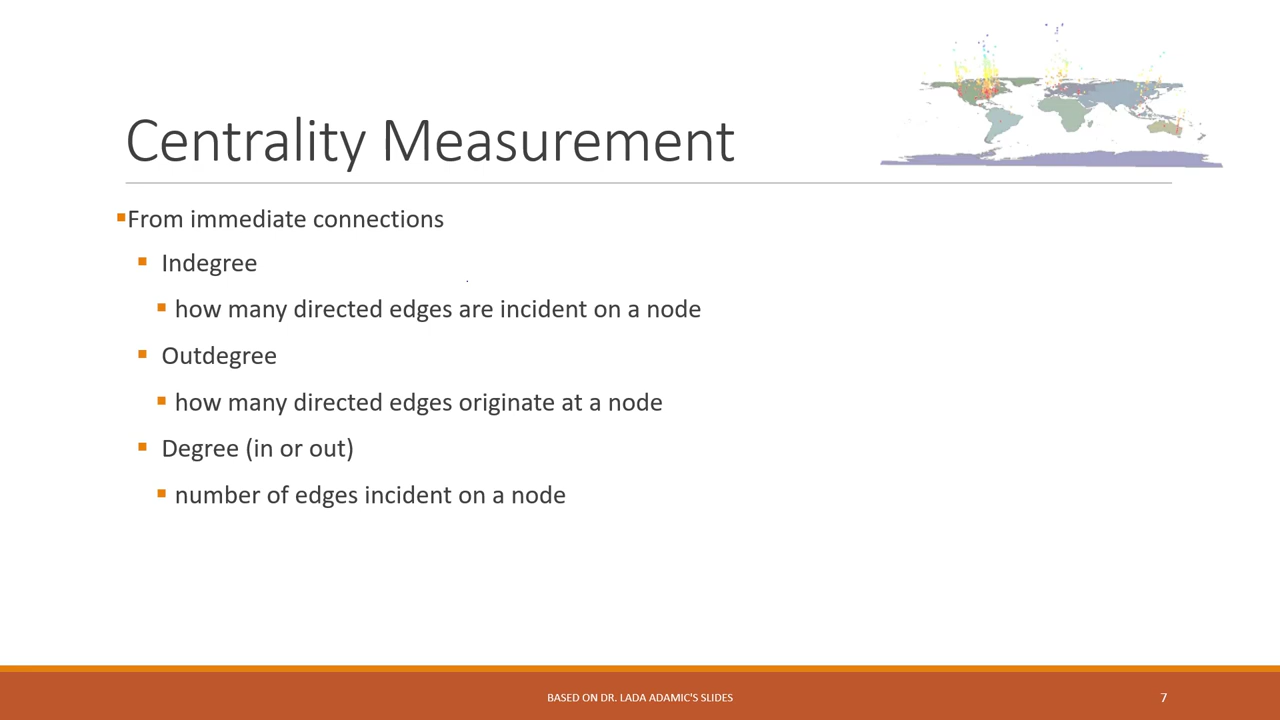 Centrality Measurement
From immediate connections
Indegree
how many directed edges are incident on a node
Outdegree
how many directed edges originate at a node
Degree (in or out)
number of edges incident on a node
BASED ON DR. LADA ADAMIC'S SLIDES
7